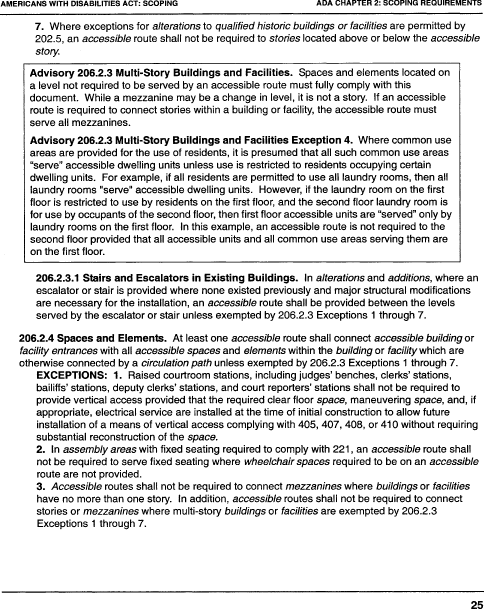 AMERICANS WITH DISABILITIES ACT: SCOPING ADA CHAPTER 2: SCOPING REQUIREMENTS
7. Where exceptions for alterations to qualified historic buildings or facilities are permitted by
202.5, an accessible route shall not be required to stories located above or below the accessible
story.
Advisory 206.2.3 Multi-Story Buildings and Facilities. Spaces and elements located on
a level not required to be served by an accessible route must fully comply with this
document. While a mezzanine may be a change in level, it is not a story. If an accessible
route is required to connect stories within a building or facility, the accessible route must
serve all mezzanines.
Advisory 206.2.3 Multi-Story Buildings and Facilities Exception 4. Where common use
areas are provided for the use of residents, it is presumed that all such common use areas
“serve” accessible dwelling units unless use is restricted to residents occupying certain
dwelling units. For example, if all residents are permitted to use all laundry rooms, then all
laundry rooms "serve" accessible dwelling units. However, if the laundry room on the first
floor is restricted to use by residents on the first floor, and the second floor laundry room is
for use by occupants of the second floor, then first floor accessible units are “served” only by
laundry rooms on the first floor. In this example, an accessible route is not required to the
second floor provided that all accessible units and all common use areas serving them are
on the first floor.
206.2.3.1 Stairs and Escalators in Existing Buildings. In alterations and additions, where an
escalator or stair is provided where none existed previously and major structural modifications
are necessary for the installation, an accessible route shall be provided between the levels
served by the escalator or stair unless exempted by 206.2.3 Exceptions 1 through 7.
206.2.4 Spaces and Elements. At least one accessible route shall connect accessible building or
facility entrances with all accessible spaces and elements within the building or facility which are
otherwise connected by a circulation path unless exempted by 206.2.3 Exceptions 1 through 7.
EXCEPTIONS: 1. Raised courtroom stations, including judges' benches, clerks' stations,
bailiffs' stations, deputy clerks' stations, and court reporters' stations shall not be required to
provide vertical access provided that the required clear floor space, maneuvering space, and, if
appropriate, electrical service are installed at the time of initial construction to allow future
installation of a means of vertical access complying with 405, 407, 408, or 410 without requiring
substantial reconstruction of the space.
2. In assembly areas with fixed seating required to comply with 221, an accessible route shall
not be required to serve fixed seating where wheelchair spaces required to be on an accessible
route are not provided.
3. Accessible routes shall not be required to connect mezzanines where buildings or facilities
have no more than one story. In addition, accessible routes shall not be required to connect
stories or mezzanines where multi-story buildings or facilities are exempted by 206.2.3
Exceptions 1 through 7.
25